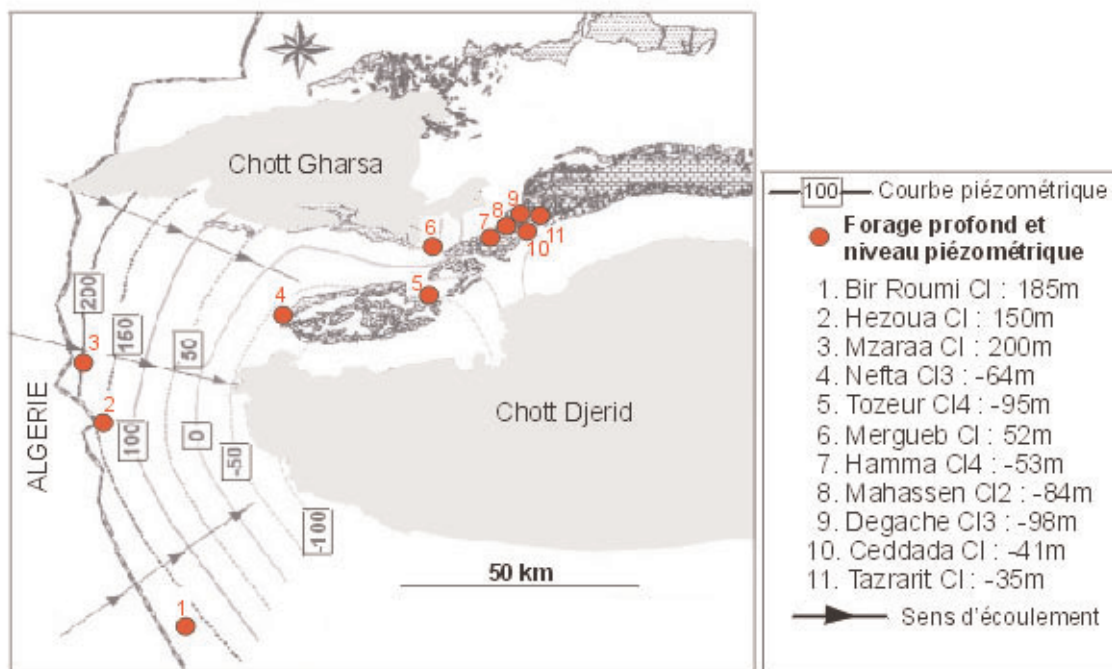 Chott Gharsa
9
8
7
11
6
10
5
4
200
150
3
50
Chott Djerid
2
ALGERIE
100
0
-50
-100
50 km
1
100 Courbe piézométrique
Forage profond et
niveau piézométrique
1. Bir Roumi CI : 185m
2. Hezoua CI : 150m
3. Mzaraa CI : 200m
4. Nefta CI3 : -64m
5. Tozeur CI4 : -95m
6. Mergueb CI : 52m
7. Hamma CI4 : -53m
8. Mahassen CI2 : -84m
9. Degache CI3 : -98m
10. Ceddada CI : -41m
11. Tazrarit CI : -35m
Sens d'écoulement